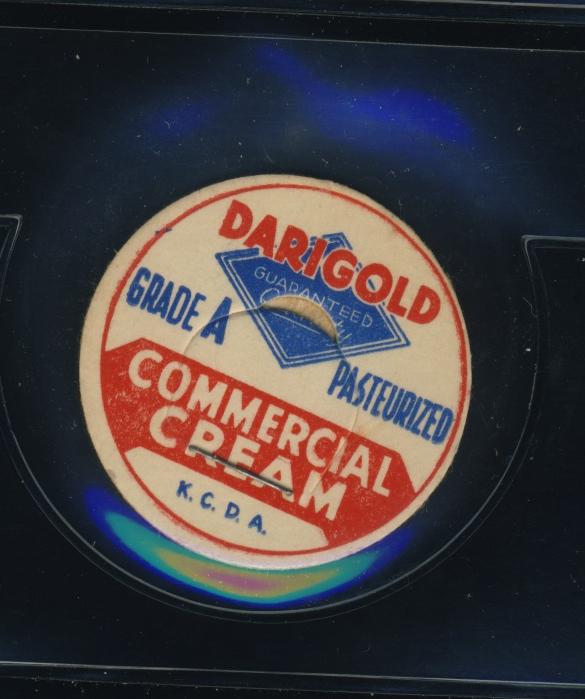 DARIGOLD
GUARANTEED
GRADE A
PASTEURIZED
COMMERCIAL
CREAM
K. C. D. A.